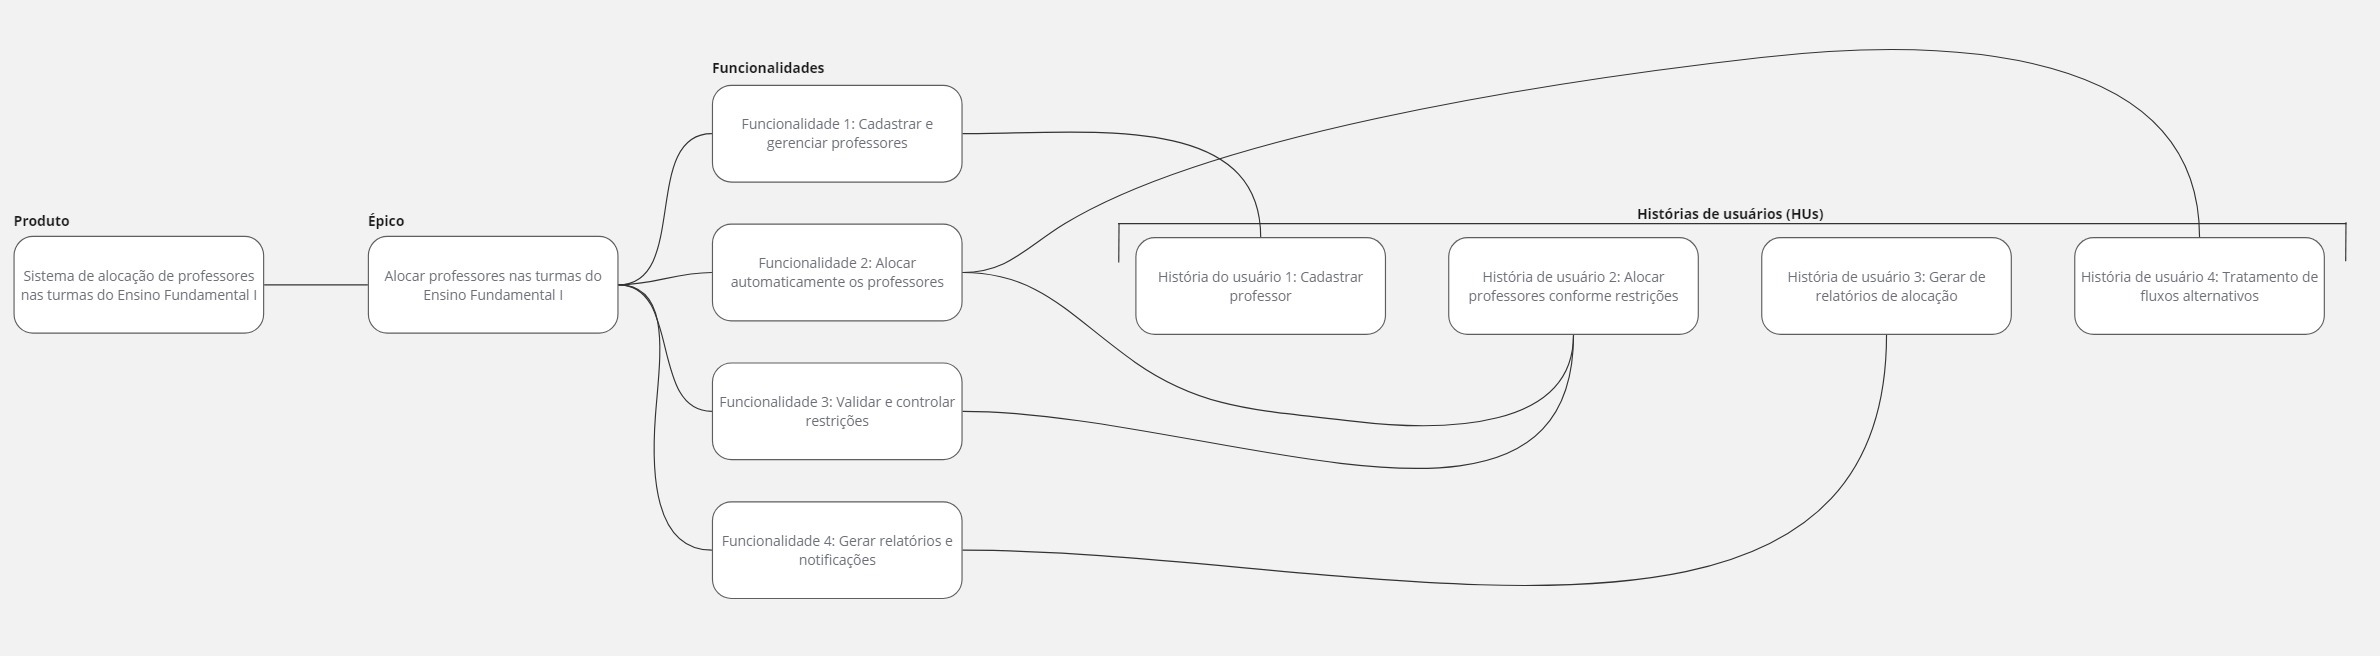 Produto
Sistema de alocação de professores
nas turmas do Ensino Fundamental I
Épico
Alocar professores nas turmas do
Ensino Fundamental I
Funcionalidades
Funcionalidade 1: Cadastrar e
gerenciar professores
Funcionalidade 2: Alocar
automaticamente os professores
Funcionalidade 3: Validar e controlar
restrições
Funcionalidade 4: Gerar relatórios e
notificações
Histórias de usuários (HUs)
História do usuário 1: Cadastrar
professor
História de usuário 2: Alocar
professores conforme restrições
História de usuário 3: Gerar de
relatórios de alocação
História de usuário 4: Tratamento de
fluxos alternativos